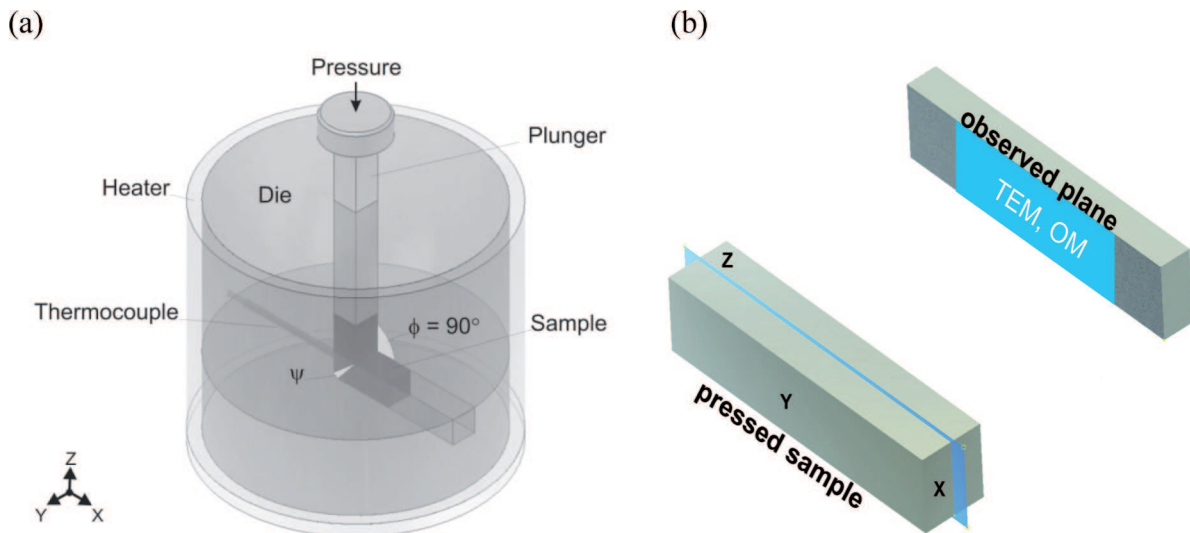 (a)
Pressure
Plunger
Heater
Die
Thermocouple
ϕ = 90°
Sample
ψ
Z
Y
X
(b)
observed plane
TEM, OM
Z
Y
X
pressed sample